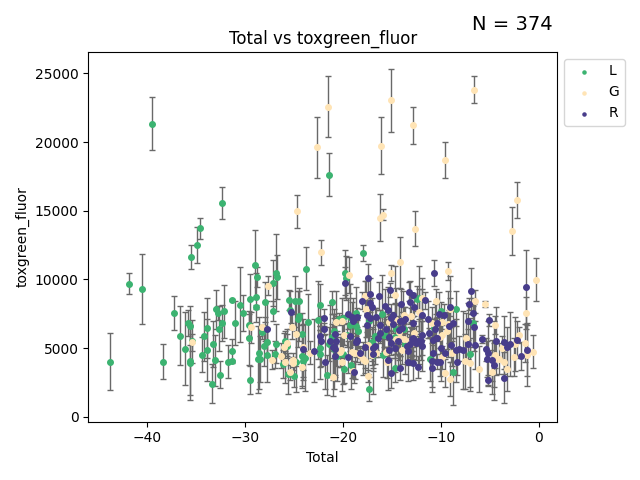 N = 374
Total vs toxgreen_fluor
L
G
R
toxgreen_fluor
25000
20000
15000
10000
5000
0
−40
−30
−20
−10
0
Total